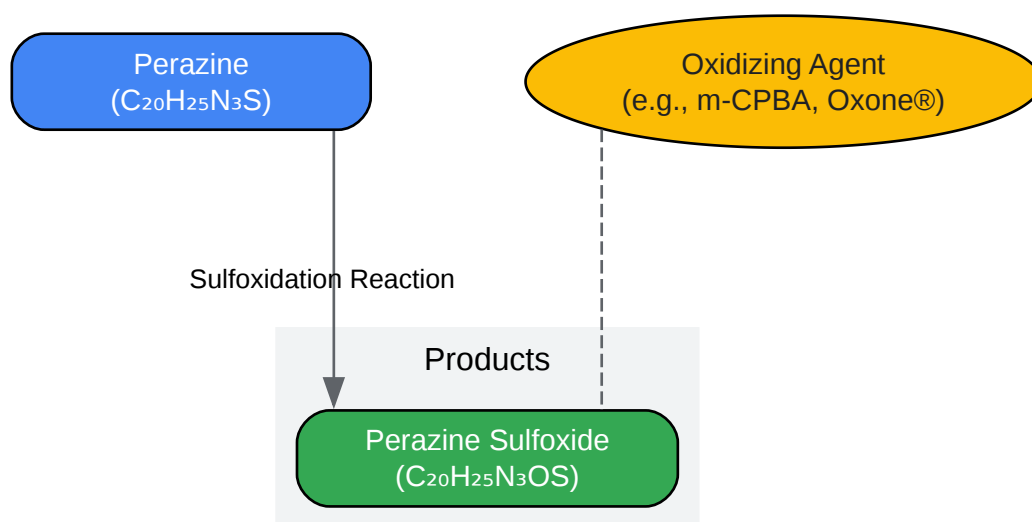 Perazine
(C₂₀H₂₅N₃S)
Oxidizing Agent
(e.g., m-CPBA, Oxone®)
Sulfoxidation Reaction
Products
Perazine Sulfoxide
(C₂₀H₂₅N₃OS)